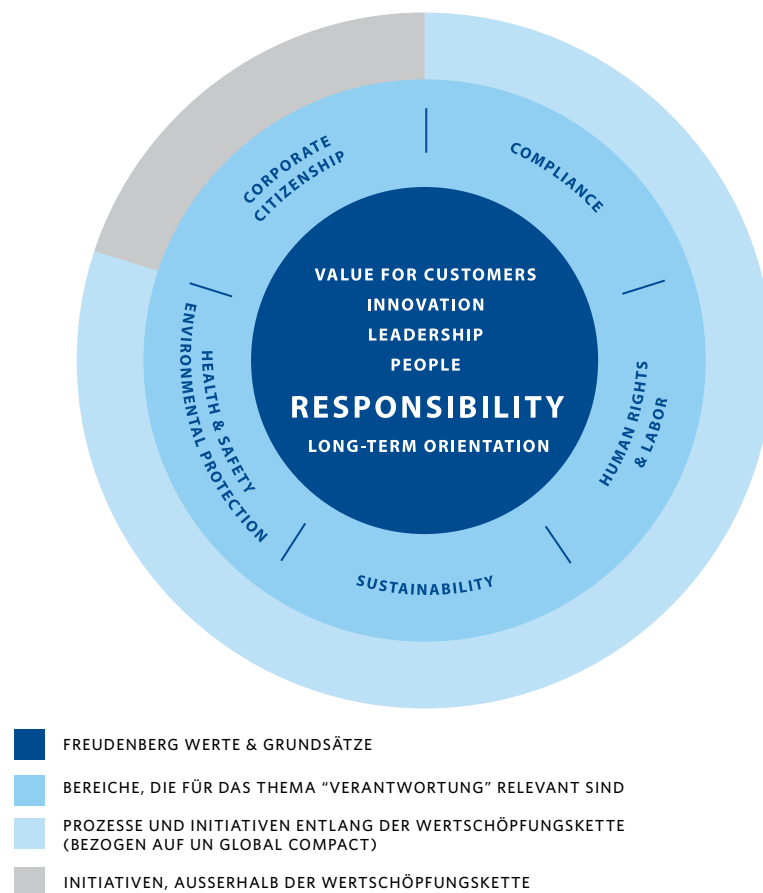 CORPORATE
CITIZENSHIP
COMPLIANCE
VALUE FOR CUSTOMERS
INNOVATION
LEADERSHIP
PEOPLE
RESPONSIBILITY
LONG-TERM ORIENTATION
HEALTH & SAFETY
ENVIRONMENTAL PROTECTION
HUMAN RIGHTS
& LABOR
SUSTAINABILITY
FREUDENBERG WERTE & GRUNDSÄTZE
BEREICHE, DIE FÜR DAS THEMA “VERANTWORTUNG” RELEVANT SIND
PROZESSE UND INITIATIVEN ENTLANG DER WERTSCHÖPFUNGSKETTE
(BEZOGEN AUF UN GLOBAL COMPACT)
INITIATIVEN, AUSSERHALB DER WERTSCHÖPFUNGSKETTE